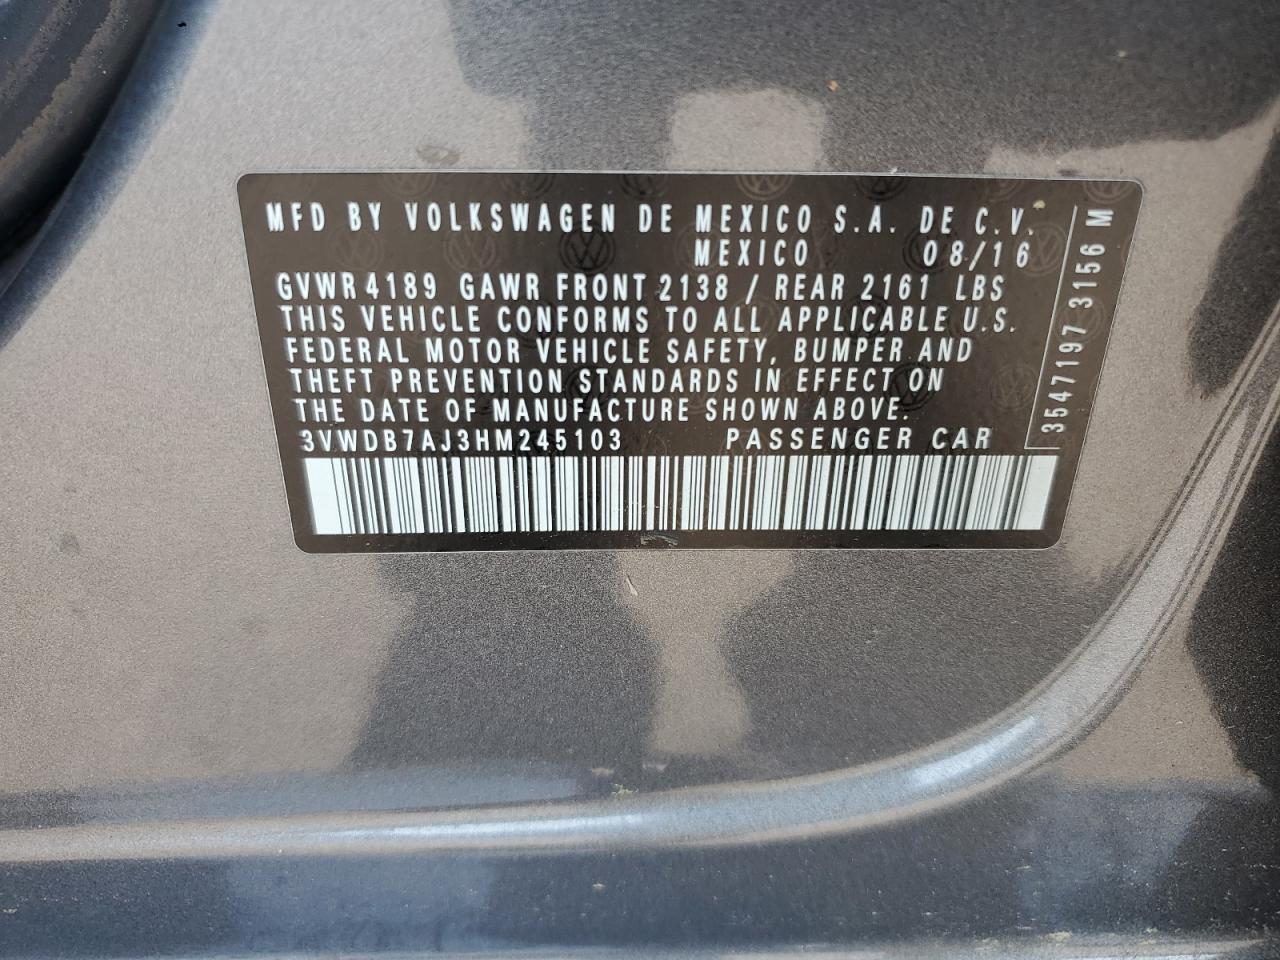 MFD BY VOLKSWAGEN DE MEXICO S.A. DE C.V.
MEXICO 08/16
GVWR 4189 GAWR FRONT 2138 / REAR 2161 LBS
THIS VEHICLE CONFORMS TO ALL APPLICABLE U.S.
FEDERAL MOTOR VEHICLE SAFETY, BUMPER AND
THEFT PREVENTION STANDARDS IN EFFECT ON
THE DATE OF MANUFACTURE SHOWN ABOVE.
3VWDB7AJ3HM245103 PASSENGER CAR
3547197 3156 M